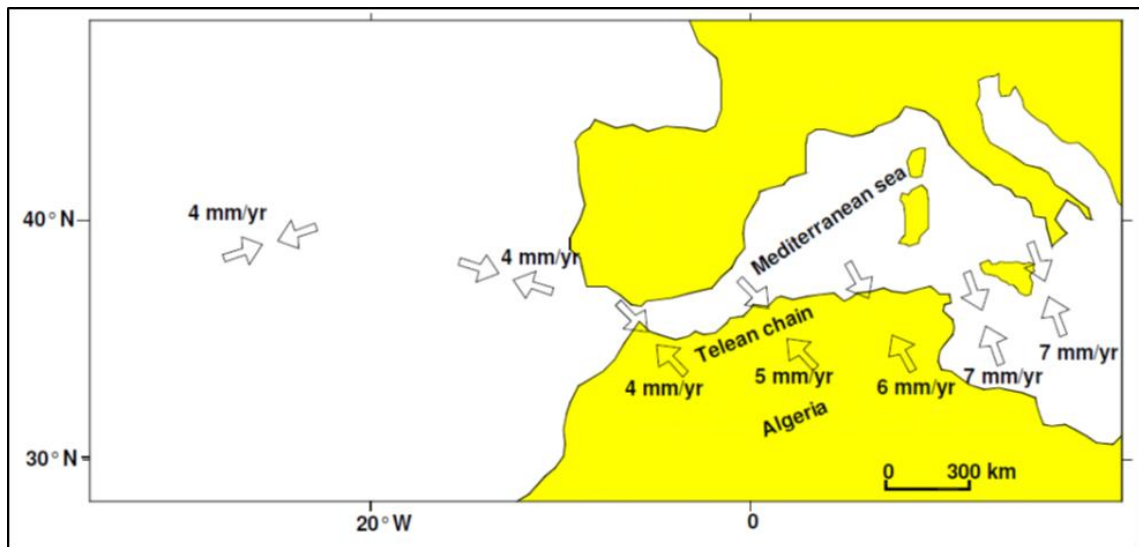 40°N
4 mm/yr
4 mm/yr
Mediterranean sea
Telean chain
4 mm/yr
5 mm/yr
6 mm/yr
7 mm/yr
7 mm/yr
Algeria
30°N
0 300 km
20°W 0